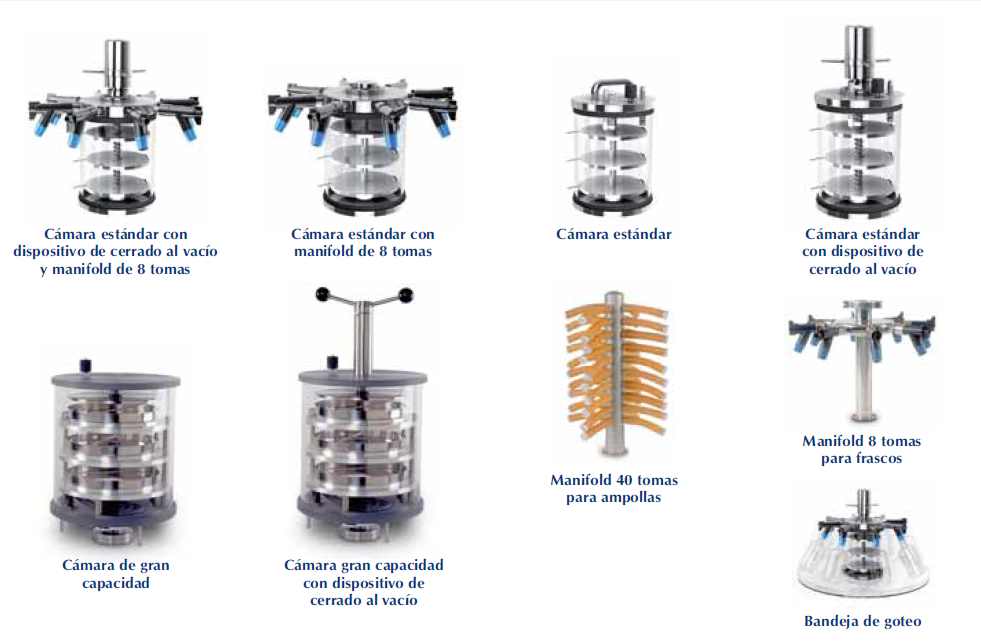 Cámara estándar con
dispositivo de cerrado al vacío
y manifold de 8 tomas
Cámara estándar con
manifold de 8 tomas
Cámara estándar
Cámara estándar
con dispositivo de
cerrado al vacío
Manifold 40 tomas
para ampollas
Manifold 8 tomas
para frascos
Cámara de gran
capacidad
Cámara gran capacidad
con dispositivo de
cerrado al vacío
Bandeja de goteo